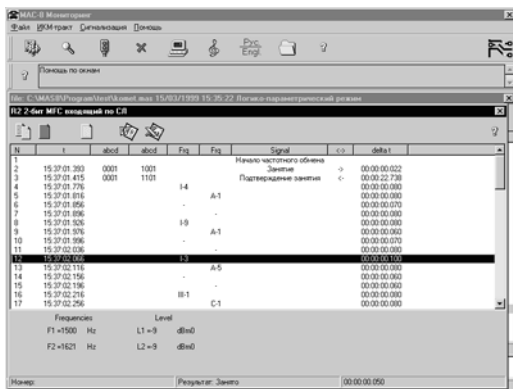 МАС-8 Мониторинг
Файл ИКМ-тракт Сигнализация Помощь
Рус. Engl.
Помощь по окнам
file: C:\MAS8\Program\test\komet.mas 15/03/1999 15:35:22 Логико-параметрический режим
R2 2-бит MFC входящий по СЛ
N t abcd abcd Frq Frq Signal <-> delta t
1 Начало частотного обмена
2 15:37:01.393 0001 1001 Занятие -> 00:00:00.022
3 15:37:01.415 0001 1101 Подтверждение занятия <- 00:00:22.738
4 15:37:01.776 I-4 00:00:00.080
5 15:37:01.816 A-1 00:00:00.080
6 15:37:01.856 - 00:00:00.070
7 15:37:01.896 - 00:00:00.080
8 15:37:01.926 I-9 00:00:00.080
9 15:37:01.976 A-1 00:00:00.060
10 15:37:01.996 - 00:00:00.070
11 15:37:02.036 - 00:00:00.080
12 15:37:02.066 I-3 00:00:00.100
13 15:37:02.116 A-5 00:00:00.080
14 15:37:02.156 - 00:00:00.060
15 15:37:02.196 - 00:00:00.060
16 15:37:02.216 III-1 00:00:00.080
17 15:37:02.256 C-1 00:00:00.080
Frequencies Level
F1 =1500 Hz L1 =-9 dBm0
F2 =1621 Hz L2 =-9 dBm0
Номер: Результат: Занято 00:00:00.050